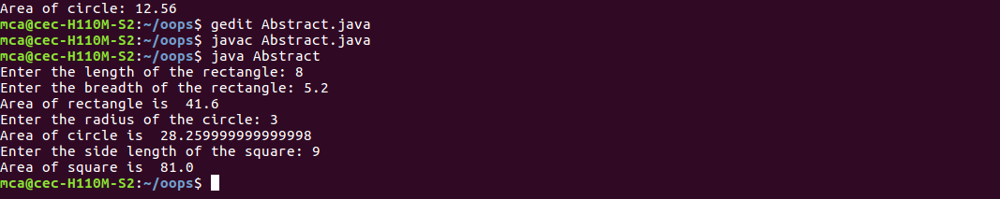 Area of circle: 12.56
mca@cec-H110M-S2:~/oops$ gedit Abstract.java
mca@cec-H110M-S2:~/oops$ javac Abstract.java
mca@cec-H110M-S2:~/oops$ java Abstract
Enter the length of the rectangle: 8
Enter the breadth of the rectangle: 5.2
Area of rectangle is  41.6
Enter the radius of the circle: 3
Area of circle is  28.259999999999998
Enter the side length of the square: 9
Area of square is  81.0
mca@cec-H110M-S2:~/oops$